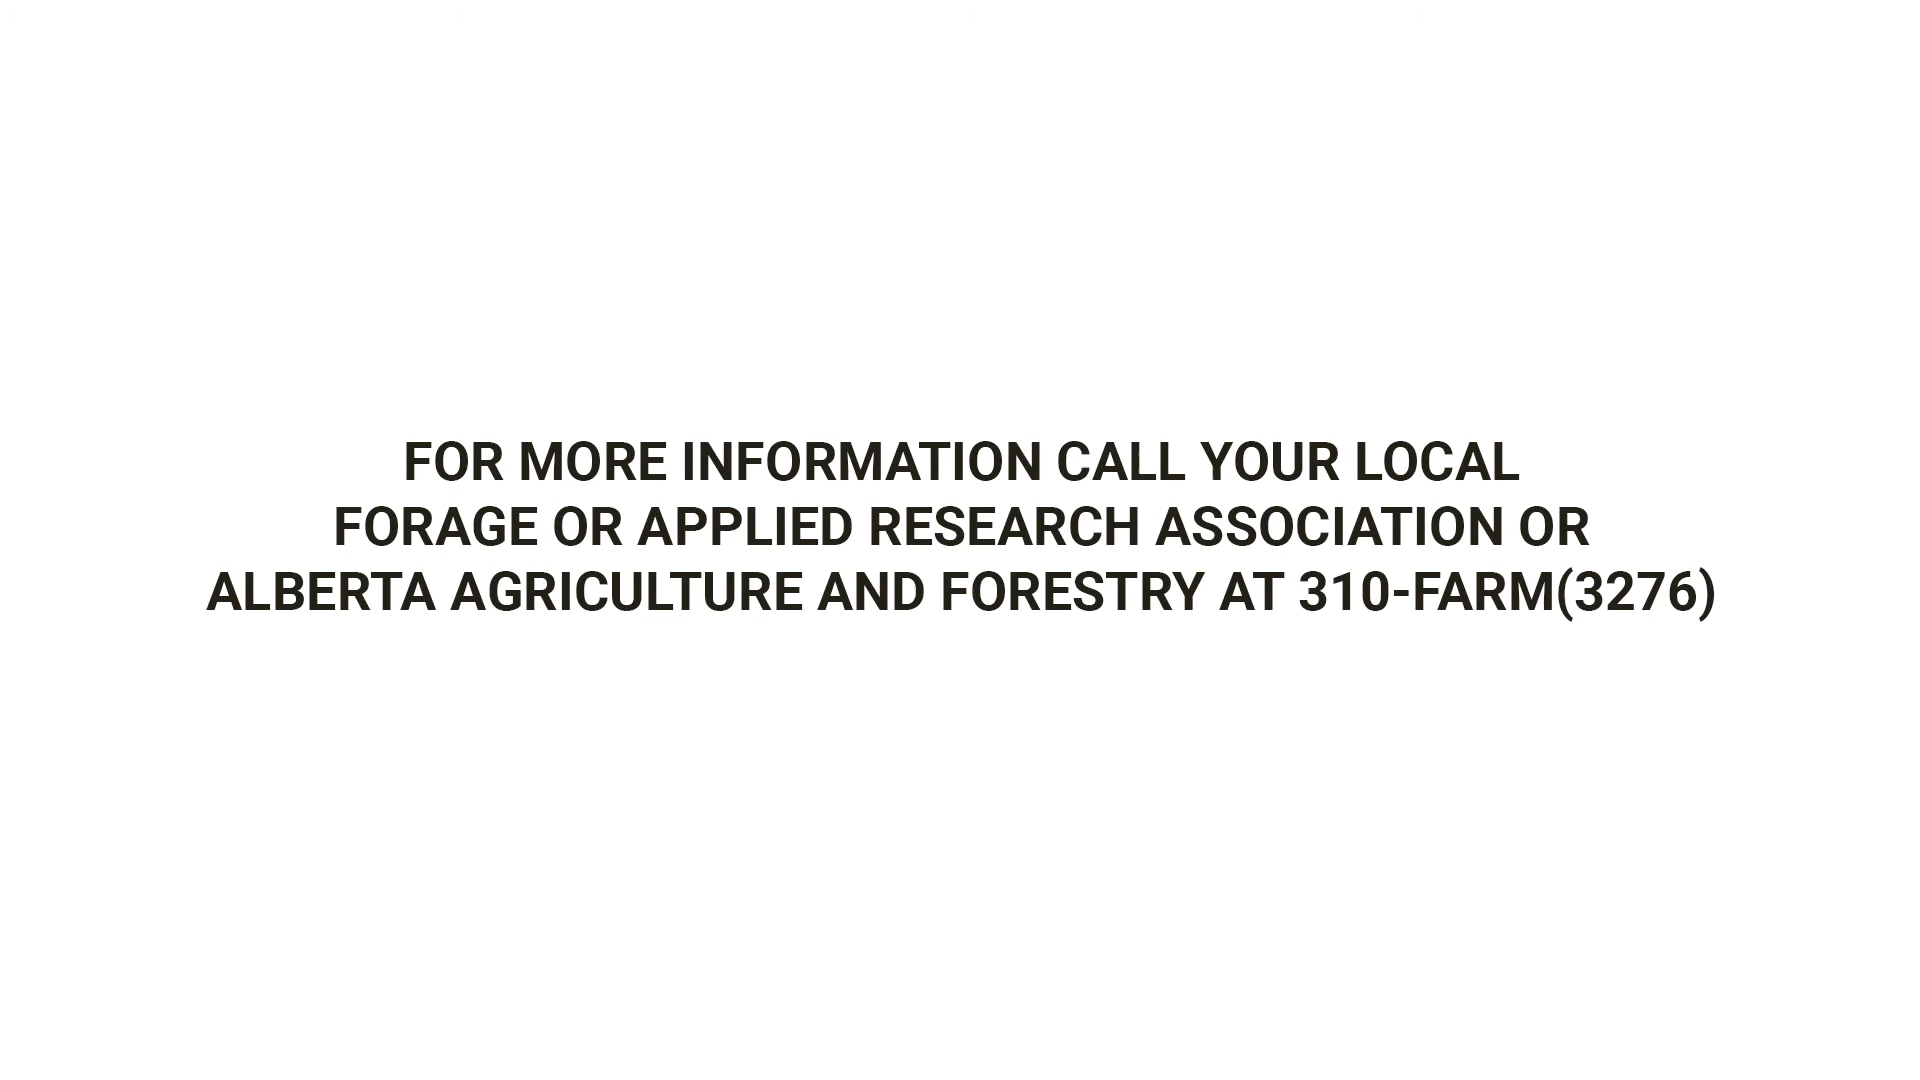 FOR MORE INFORMATION CALL YOUR LOCAL
FORAGE OR APPLIED RESEARCH ASSOCIATION OR
ALBERTA AGRICULTURE AND FORESTRY AT 310-FARM(3276)